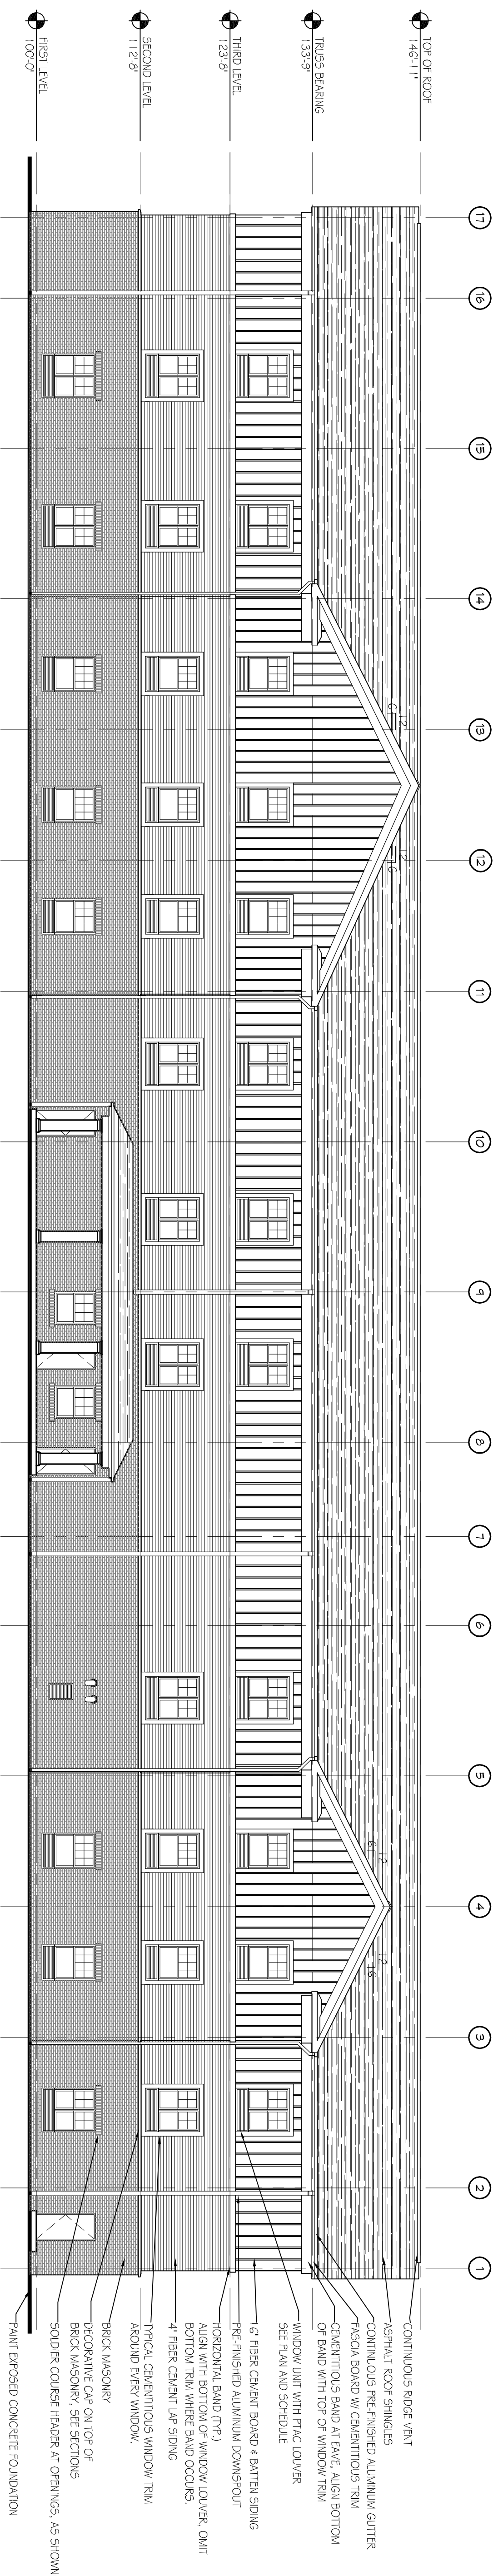 17
16
15
14
13
12
11
10
9
8
7
6
5
4
3
2
1
TOP OF ROOF
146'-11"
TRUSS BEARING
133'-9"
THIRD LEVEL
123'-8"
SECOND LEVEL
112'-8"
FIRST LEVEL
100'-0"
12
6
12
6
12
6
12
6
CONTINUOUS RIDGE VENT
ASPHALT ROOF SHINGLES
CONTINUOUS PRE-FINISHED ALUMINUM GUTTER
FASCIA BOARD W/ CEMENTITIOUS TRIM
CEMENTITIOUS BAND AT EAVE, ALIGN BOTTOM
OF BAND WITH TOP OF WINDOW TRIM
WINDOW UNIT WITH PTAC LOUVER
SEE PLAN AND SCHEDULE
16" FIBER CEMENT BOARD & BATTEN SIDING
PRE-FINISHED ALUMINUM DOWNSPOUT
HORIZONTAL BAND (TYP.)
ALIGN WITH BOTTOM OF WINDOW LOUVER, OMIT
BOTTOM TRIM WHERE BAND OCCURS.
4" FIBER CEMENT LAP SIDING
TYPICAL CEMENTITIOUS WINDOW TRIM
AROUND EVERY WINDOW.
BRICK MASONRY
DECORATIVE CAP ON TOP OF
BRICK MASONRY, SEE SECTIONS
SOLDIER COURSE HEADER AT OPENINGS, AS SHOWN
PAINT EXPOSED CONCRETE FOUNDATION